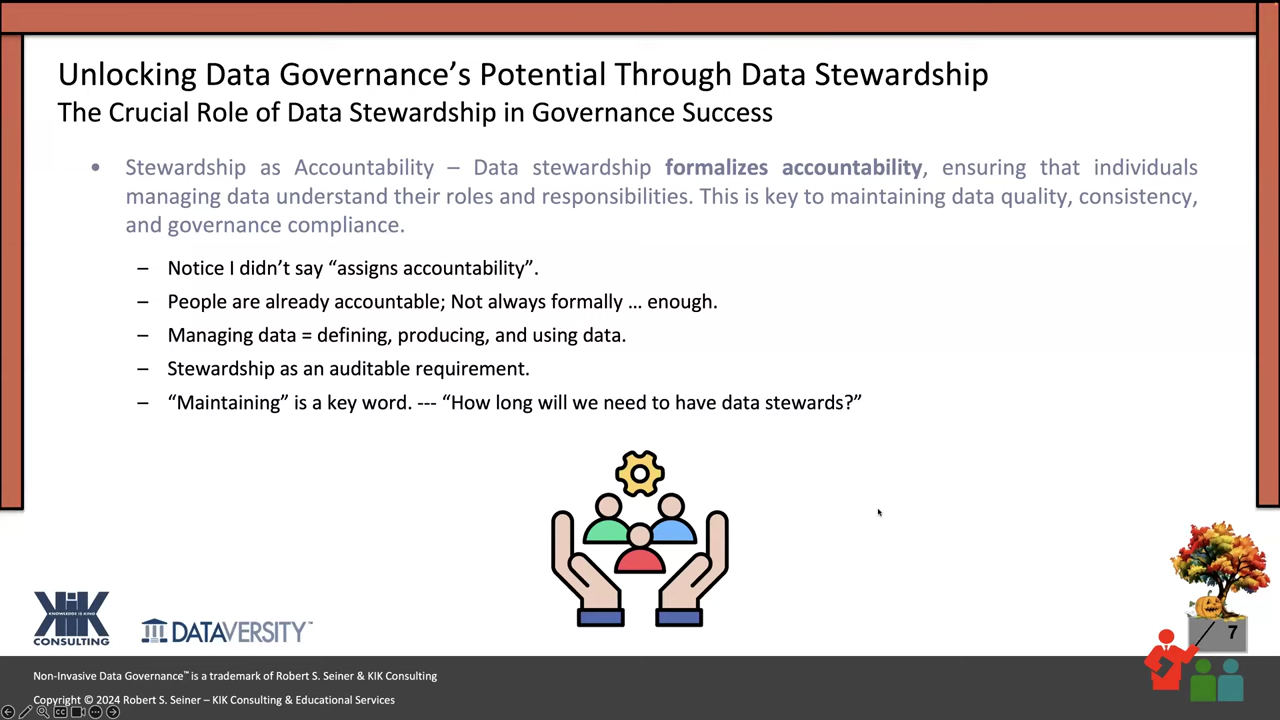 Unlocking Data Governance’s Potential Through Data Stewardship
The Crucial Role of Data Stewardship in Governance Success
• Stewardship as Accountability – Data stewardship formalizes accountability, ensuring that individuals
managing data understand their roles and responsibilities. This is key to maintaining data quality, consistency,
and governance compliance.
– Notice I didn’t say “assigns accountability”.
– People are already accountable; Not always formally … enough.
– Managing data = defining, producing, and using data.
– Stewardship as an auditable requirement.
– “Maintaining” is a key word. --- “How long will we need to have data stewards?”
KIK
KNOWLEDGE IS KING
CONSULTING
DATAVERSITY™
7
Non-Invasive Data Governance™ is a trademark of Robert S. Seiner & KIK Consulting
Copyright © 2024 Robert S. Seiner – KIK Consulting & Educational Services
CC